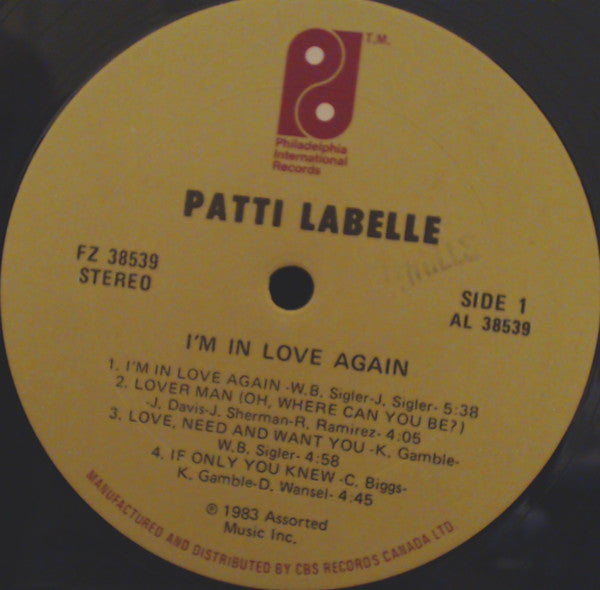 T.M.
Philadelphia
International
Records
PATTI LABELLE
FZ 38539
STEREO
SIDE 1
AL 38539
I'M IN LOVE AGAIN
1. I'M IN LOVE AGAIN -W.B. Sigler-J. Sigler- 5:38
2. LOVER MAN (OH, WHERE CAN YOU BE?)
-J. Davis-J. Sherman-R. Ramirez- 4:05
3. LOVE, NEED AND WANT YOU -K. Gamble-
W.B. Sigler- 4:58
4. IF ONLY YOU KNEW -C. Biggs-
K. Gamble-D. Wansel- 4:45
℗ 1983 Assorted
Music Inc.
MANUFACTURED AND DISTRIBUTED BY CBS RECORDS CANADA LTD.